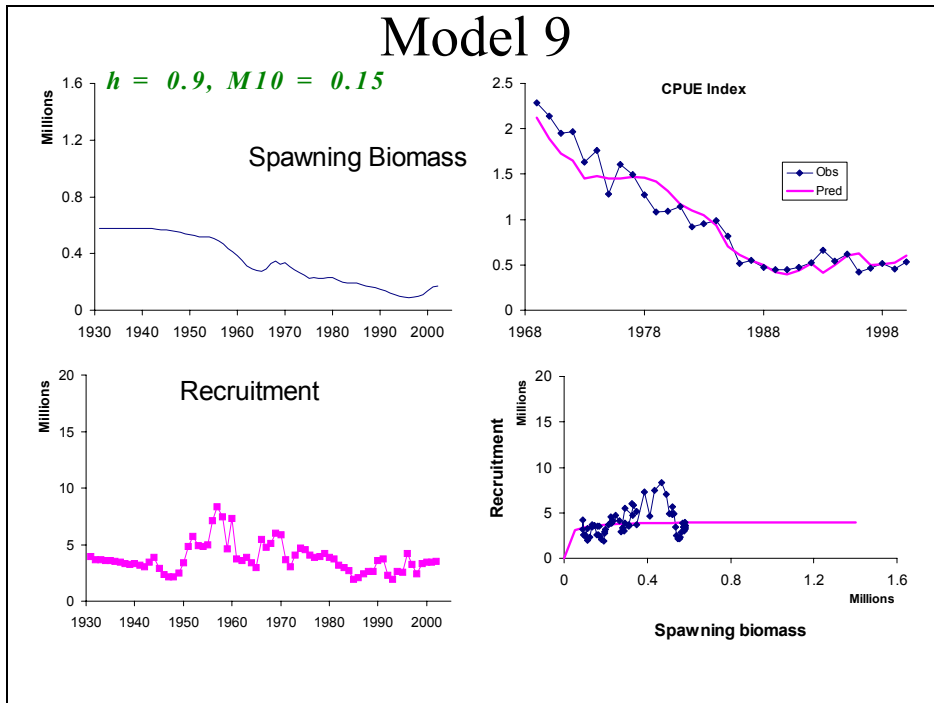 Model 9
h = 0.9, M10 = 0.15
Millions
1.6
1.2
0.8
0.4
0
Spawning Biomass
1930 1940 1950 1960 1970 1980 1990 2000
CPUE Index
2.5
2
1.5
1
0.5
0
Obs
Pred
1968 1978 1988 1998
Recruitment
Millions
20
15
10
5
0
1930 1940 1950 1960 1970 1980 1990 2000
Recruitment
Millions
20
15
10
5
0
0 0.4 0.8 1.2 1.6
Millions
Spawning biomass